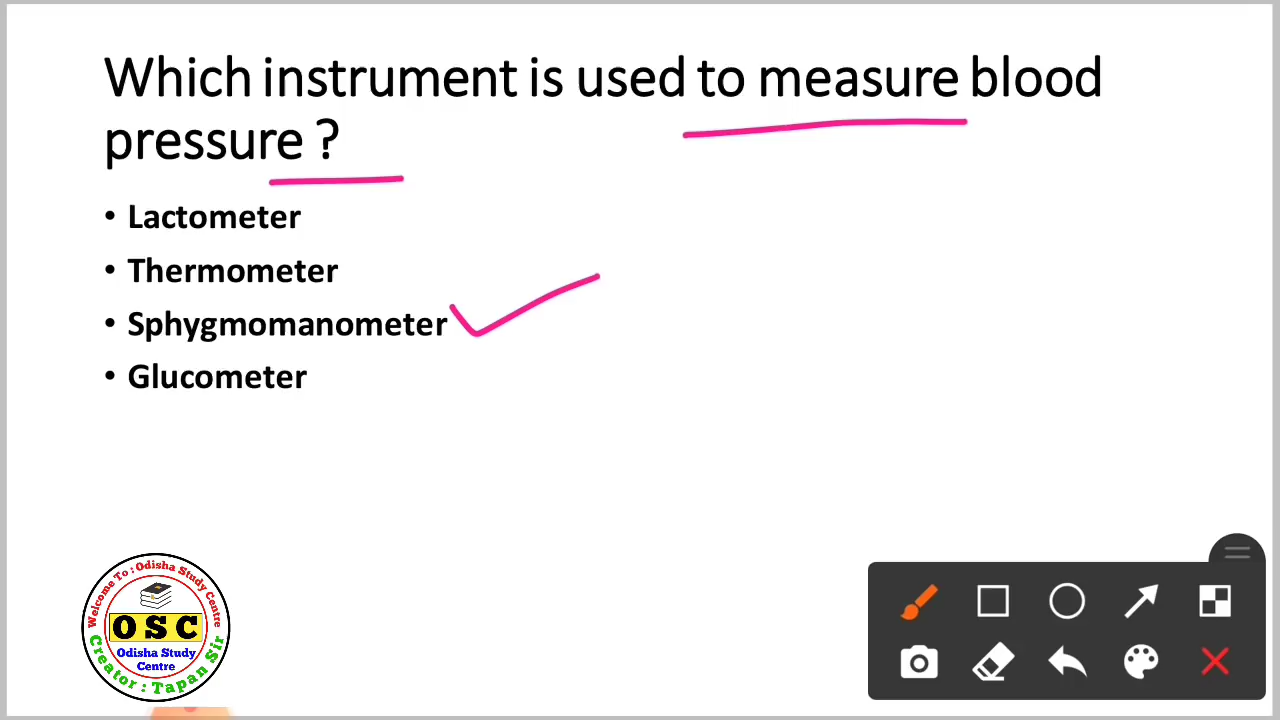 Which instrument is used to measure blood
pressure ?
• Lactometer
• Thermometer
• Sphygmomanometer
• Glucometer
Welcome To : Odisha Study Centre
O S C
Odisha Study
Centre
Creator : Tapan Sir